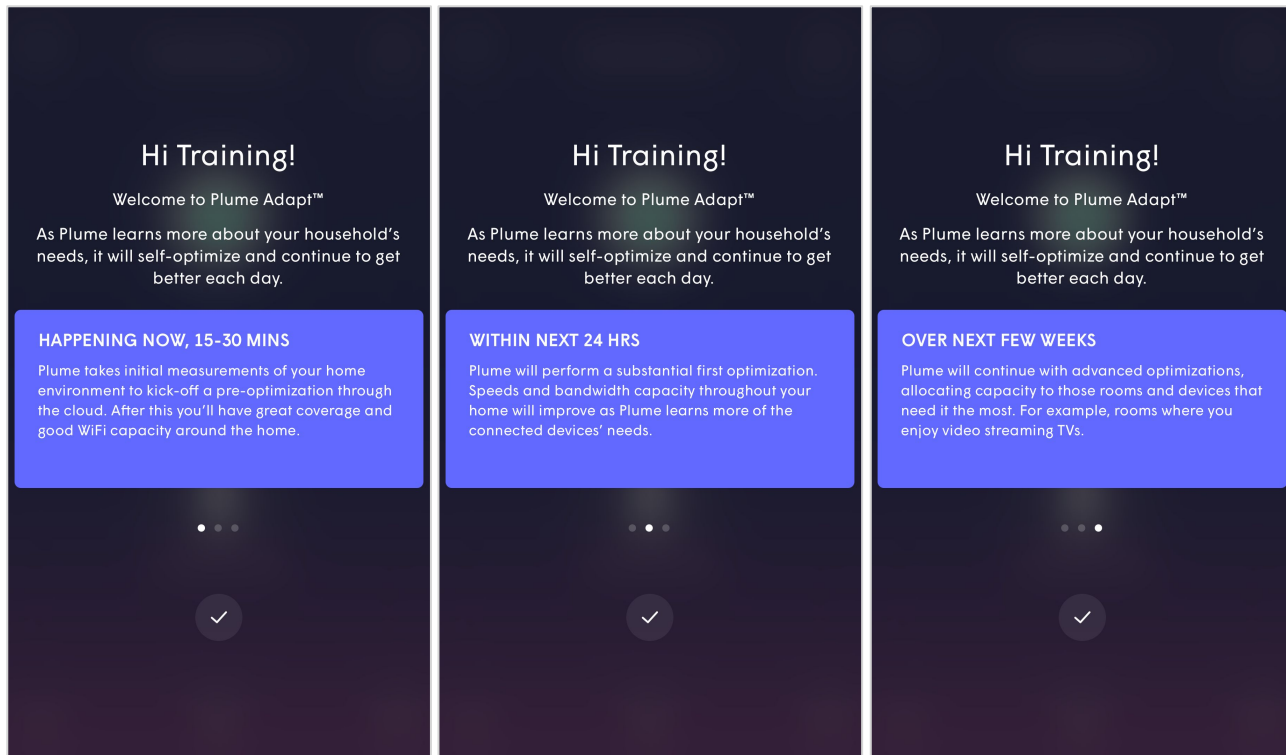 Hi Training!
Welcome to Plume Adapt™
As Plume learns more about your household's
needs, it will self-optimize and continue to get
better each day.
HAPPENING NOW, 15-30 MINS
Plume takes initial measurements of your home
environment to kick-off a pre-optimization through
the cloud. After this you'll have great coverage and
good WiFi capacity around the home.
Hi Training!
Welcome to Plume Adapt™
As Plume learns more about your household's
needs, it will self-optimize and continue to get
better each day.
WITHIN NEXT 24 HRS
Plume will perform a substantial first optimization.
Speeds and bandwidth capacity throughout your
home will improve as Plume learns more of the
connected devices' needs.
Hi Training!
Welcome to Plume Adapt™
As Plume learns more about your household's
needs, it will self-optimize and continue to get
better each day.
OVER NEXT FEW WEEKS
Plume will continue with advanced optimizations,
allocating capacity to those rooms and devices that
need it the most. For example, rooms where you
enjoy video streaming TVs.